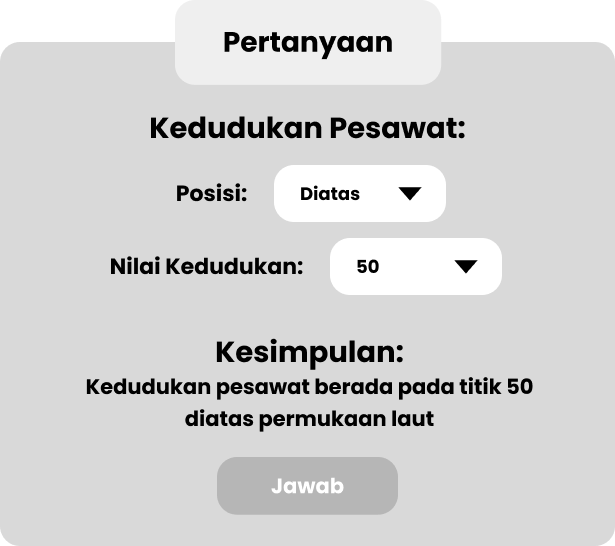 Pertanyaan
Kedudukan Pesawat:
Posisi: Diatas
Nilai Kedudukan: 50
Kesimpulan:
Kedudukan pesawat berada pada titik 50
diatas permukaan laut
Jawab